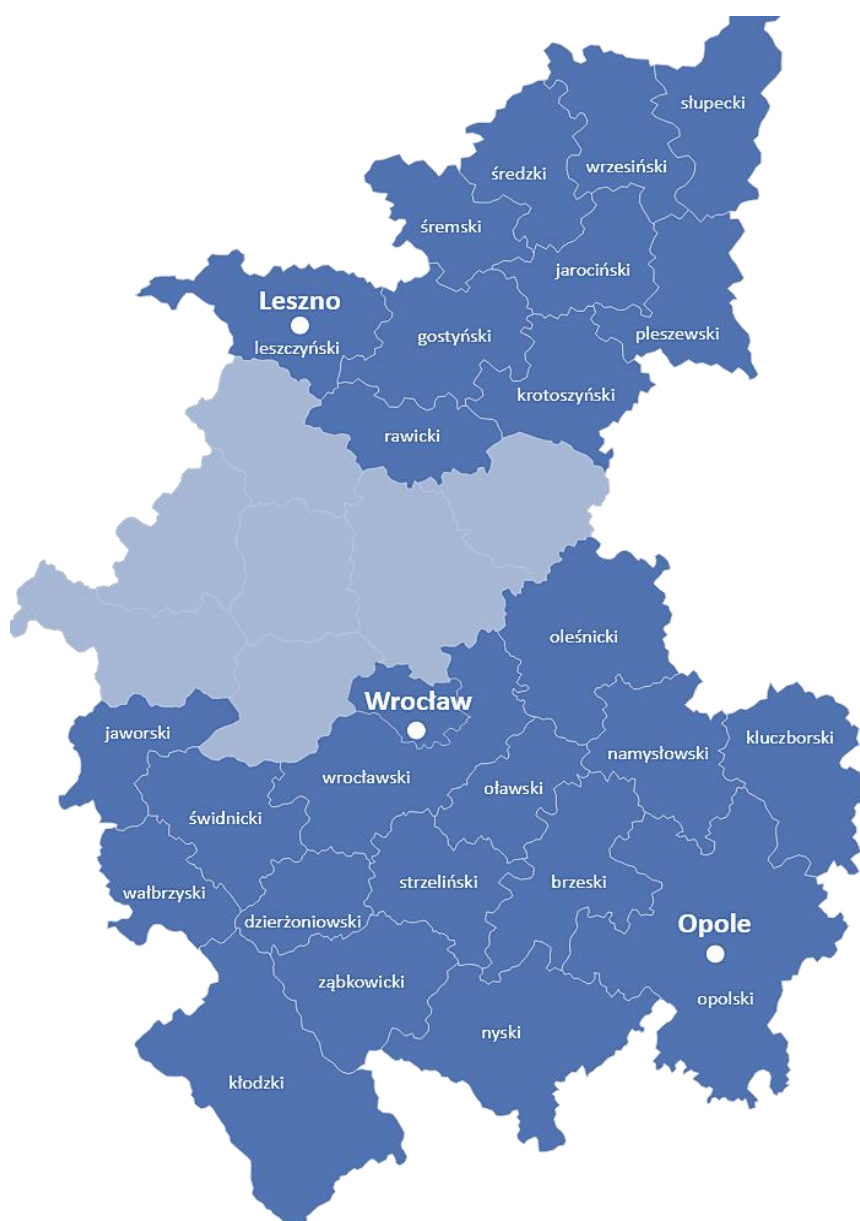 słupecki
wrzesiński
średzki
śremski
jarociński
Leszno
leszczyński
gostyński
pleszewski
krotoszyński
rawicki
oleśnicki
Wrocław
jaworski
kluczborski
namysłowski
wrocławski
oławski
świdnicki
strzeliński
brzeski
wałbrzyski
dzierżoniowski
Opole
ząbkowicki
opolski
nyski
kłodzki